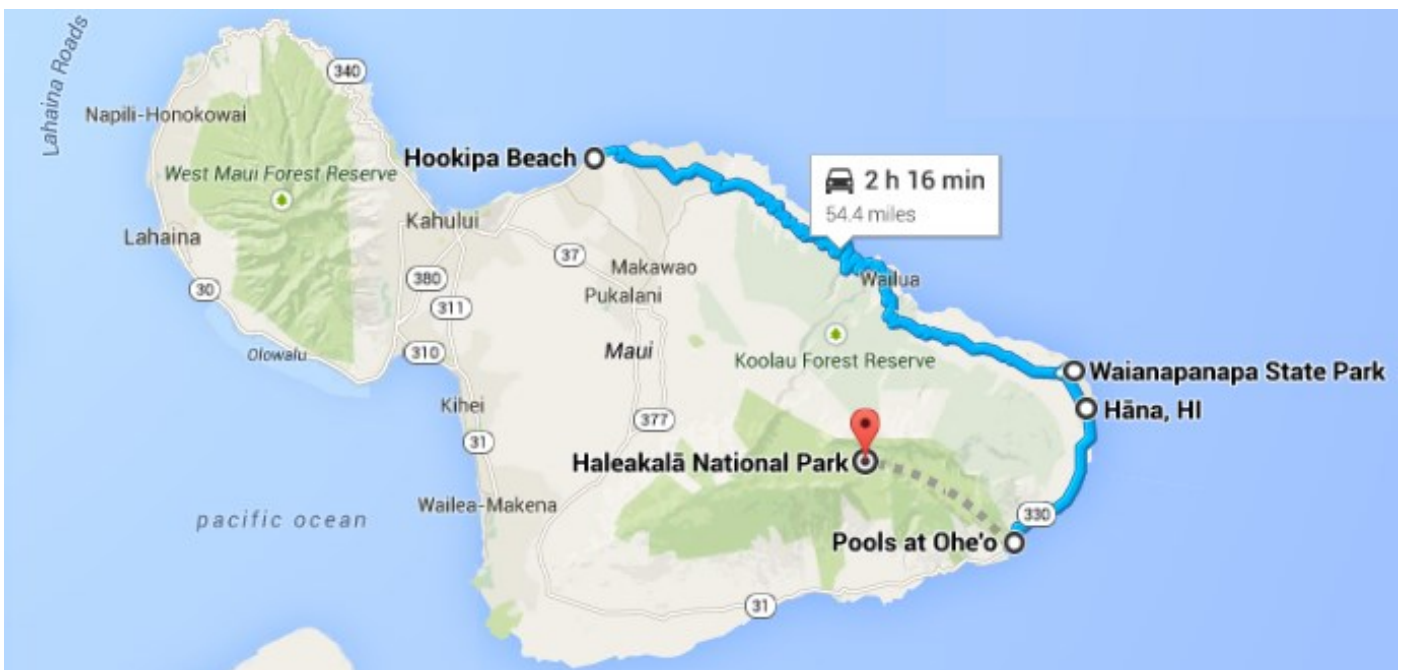 Lahaina Roads
340
Napili-Honokowai
Hookipa Beach
2 h 16 min
54.4 miles
West Maui Forest Reserve
Kahului
Lahaina
37
Makawao
380
Wailua
30
311
Pukalani
Olowalu
310
Maui
Koolau Forest Reserve
Waianapanapa State Park
Kihei
377
Hāna, HI
31
Haleakalā National Park
Wailea-Makena
330
pacific ocean
Pools at Ohe'o
31